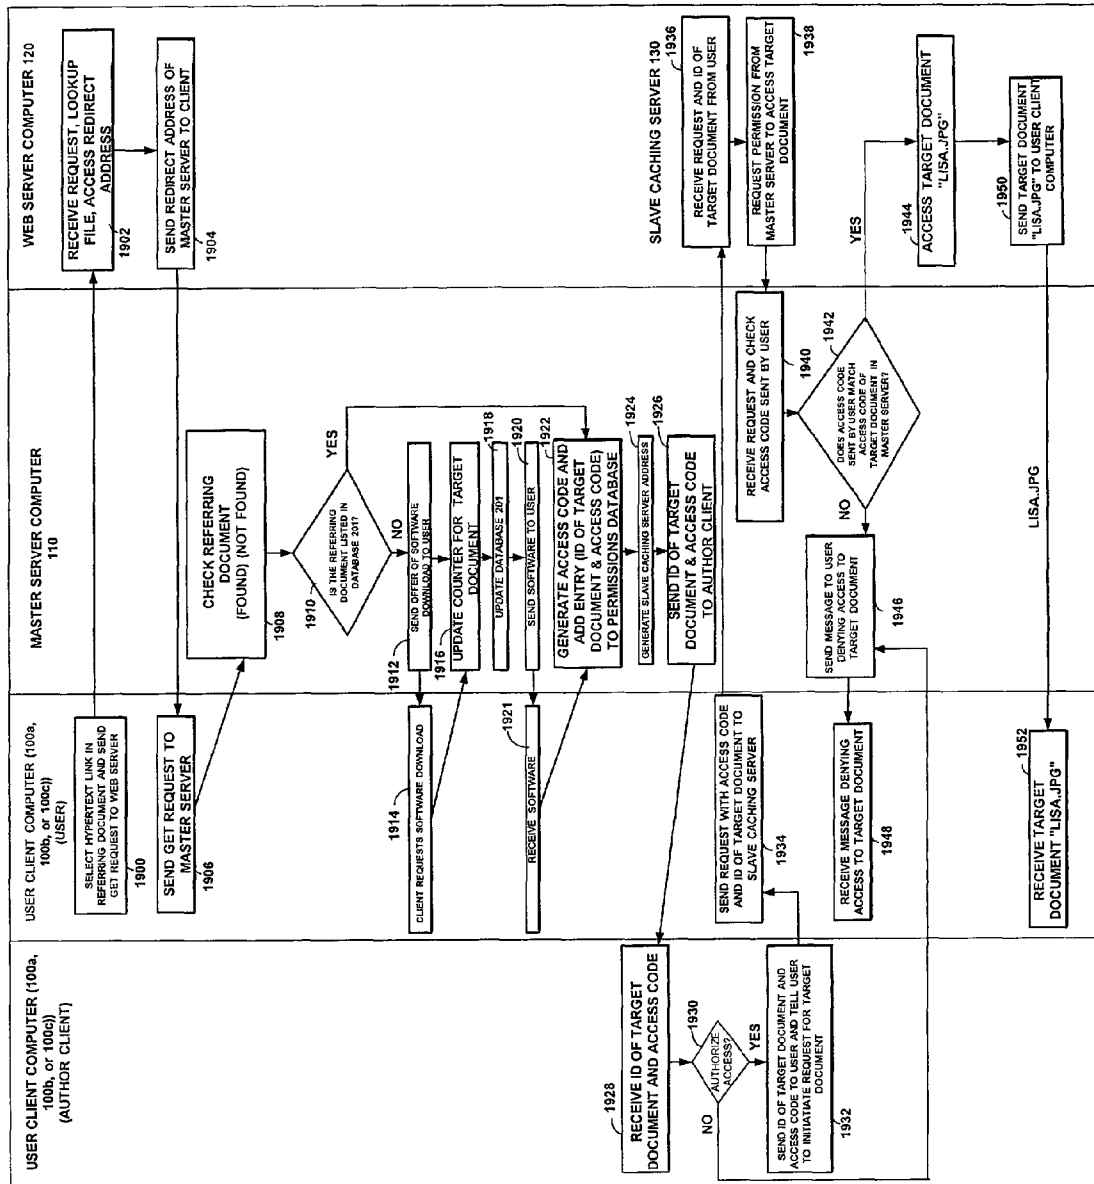 WEB SERVER COMPUTER 120
RECEIVE REQUEST, LOOKUP
FILE, ACCESS REDIRECT
ADDRESS
1902
SEND REDIRECT ADDRESS OF
MASTER SERVER TO CLIENT
1904
SLAVE CACHING SERVER 130
1936
RECEIVE REQUEST AND ID OF
TARGET DOCUMENT FROM USER
1938
REQUEST PERMISSION FROM
MASTER SERVER TO ACCESS TARGET
DOCUMENT
YES
1944
ACCESS TARGET DOCUMENT
"LISA.JPG"
1950
SEND TARGET DOCUMENT
"LISA.JPG" TO USER CLIENT
COMPUTER
MASTER SERVER COMPUTER
110
CHECK REFERRING
DOCUMENT
(FOUND) (NOT FOUND)
1908
1910
IS THE REFERRING
DOCUMENT LISTED IN
DATABASE 201?
YES
NO
1912
SEND OFFER OF SOFTWARE
DOWNLOAD TO USER
1916
UPDATE COUNTER FOR TARGET
DOCUMENT
1918
UPDATE DATABASE 201
1920
SEND SOFTWARE TO USER
1922
GENERATE ACCESS CODE AND
ADD ENTRY (ID OF TARGET
DOCUMENT & ACCESS CODE)
TO PERMISSIONS DATABASE
1924
GENERATE SLAVE CACHING SERVER ADDRESS
1926
SEND ID OF TARGET
DOCUMENT & ACCESS CODE
TO AUTHOR CLIENT
RECEIVE REQUEST AND CHECK
ACCESS CODE SENT BY USER
1940
1942
DOES ACCESS CODE
SENT BY USER MATCH
ACCESS CODE OF
TARGET DOCUMENT IN
MASTER SERVER?
NO
1946
SEND MESSAGE TO USER
DENYING ACCESS TO
TARGET DOCUMENT
LISA.JPG
USER CLIENT COMPUTER (100a,
100b, or 100c))
(USER)
SELECT HYPERTEXT LINK IN
REFERRING DOCUMENT AND SEND
GET REQUEST TO WEB SERVER
1900
SEND GET REQUEST TO
MASTER SERVER
1906
1914
CLIENT REQUESTS SOFTWARE DOWNLOAD
1921
RECEIVE SOFTWARE
SEND REQUEST WITH ACCESS CODE
AND ID OF TARGET DOCUMENT TO
SLAVE CACHING SERVER
1934
RECEIVE MESSAGE DENYING
ACCESS TO TARGET DOCUMENT
1948
1952
RECEIVE TARGET
DOCUMENT "LISA.JPG"
USER CLIENT COMPUTER (100a,
100b, or 100c))
(AUTHOR CLIENT)
1928
RECEIVE ID OF TARGET
DOCUMENT AND ACCESS CODE
1930
AUTHORIZE
ACCESS?
NO
YES
SEND ID OF TARGET DOCUMENT AND
ACCESS CODE TO USER AND TELL USER
TO INITIATE REQUEST FOR TARGET
DOCUMENT
1932